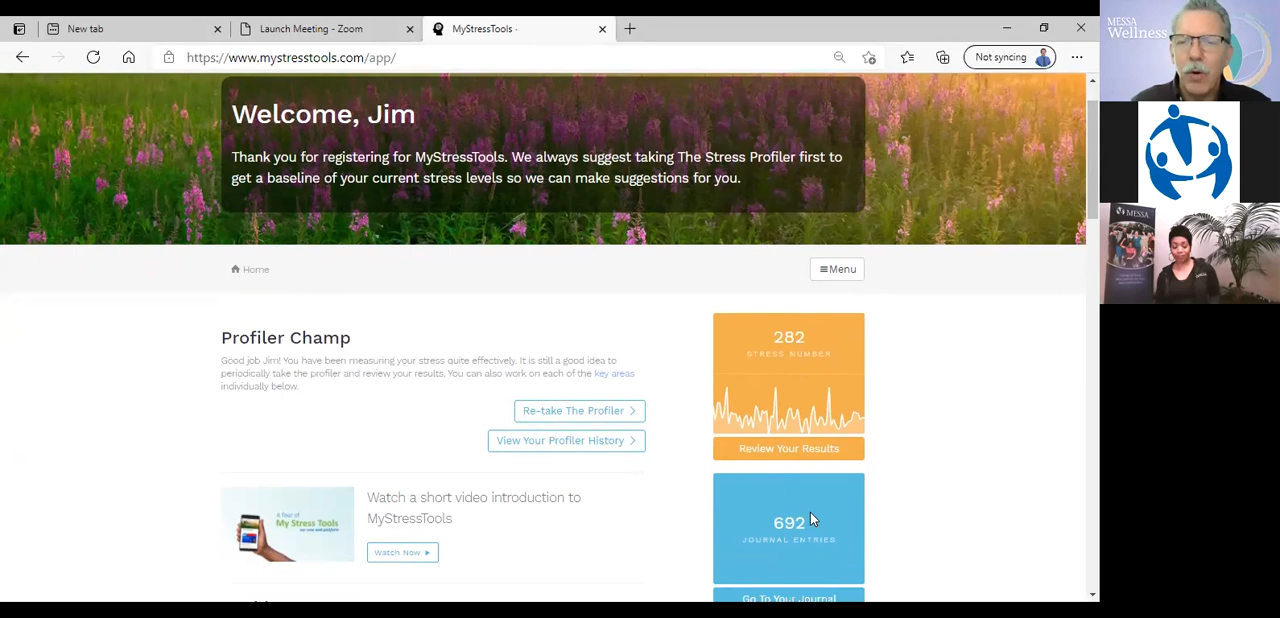 New tab
Launch Meeting - Zoom
MyStressTools -
https://www.mystresstools.com/app/
Not syncing
MESSA
Wellness
Welcome, Jim
Thank you for registering for MyStressTools. We always suggest taking The Stress Profiler first to
get a baseline of your current stress levels so we can make suggestions for you.
Home
Menu
Profiler Champ
Good job Jim! You have been measuring your stress quite effectively. It is still a good idea to
periodically take the profiler and review your results. You can also work on each of the key areas
individually below.
Re-take The Profiler
View Your Profiler History
282
STRESS NUMBER
Review Your Results
A Tour of
My Stress Tools
Watch a short video introduction to
MyStressTools
Watch Now
692
JOURNAL ENTRIES
Go To Your Journal
MESSA